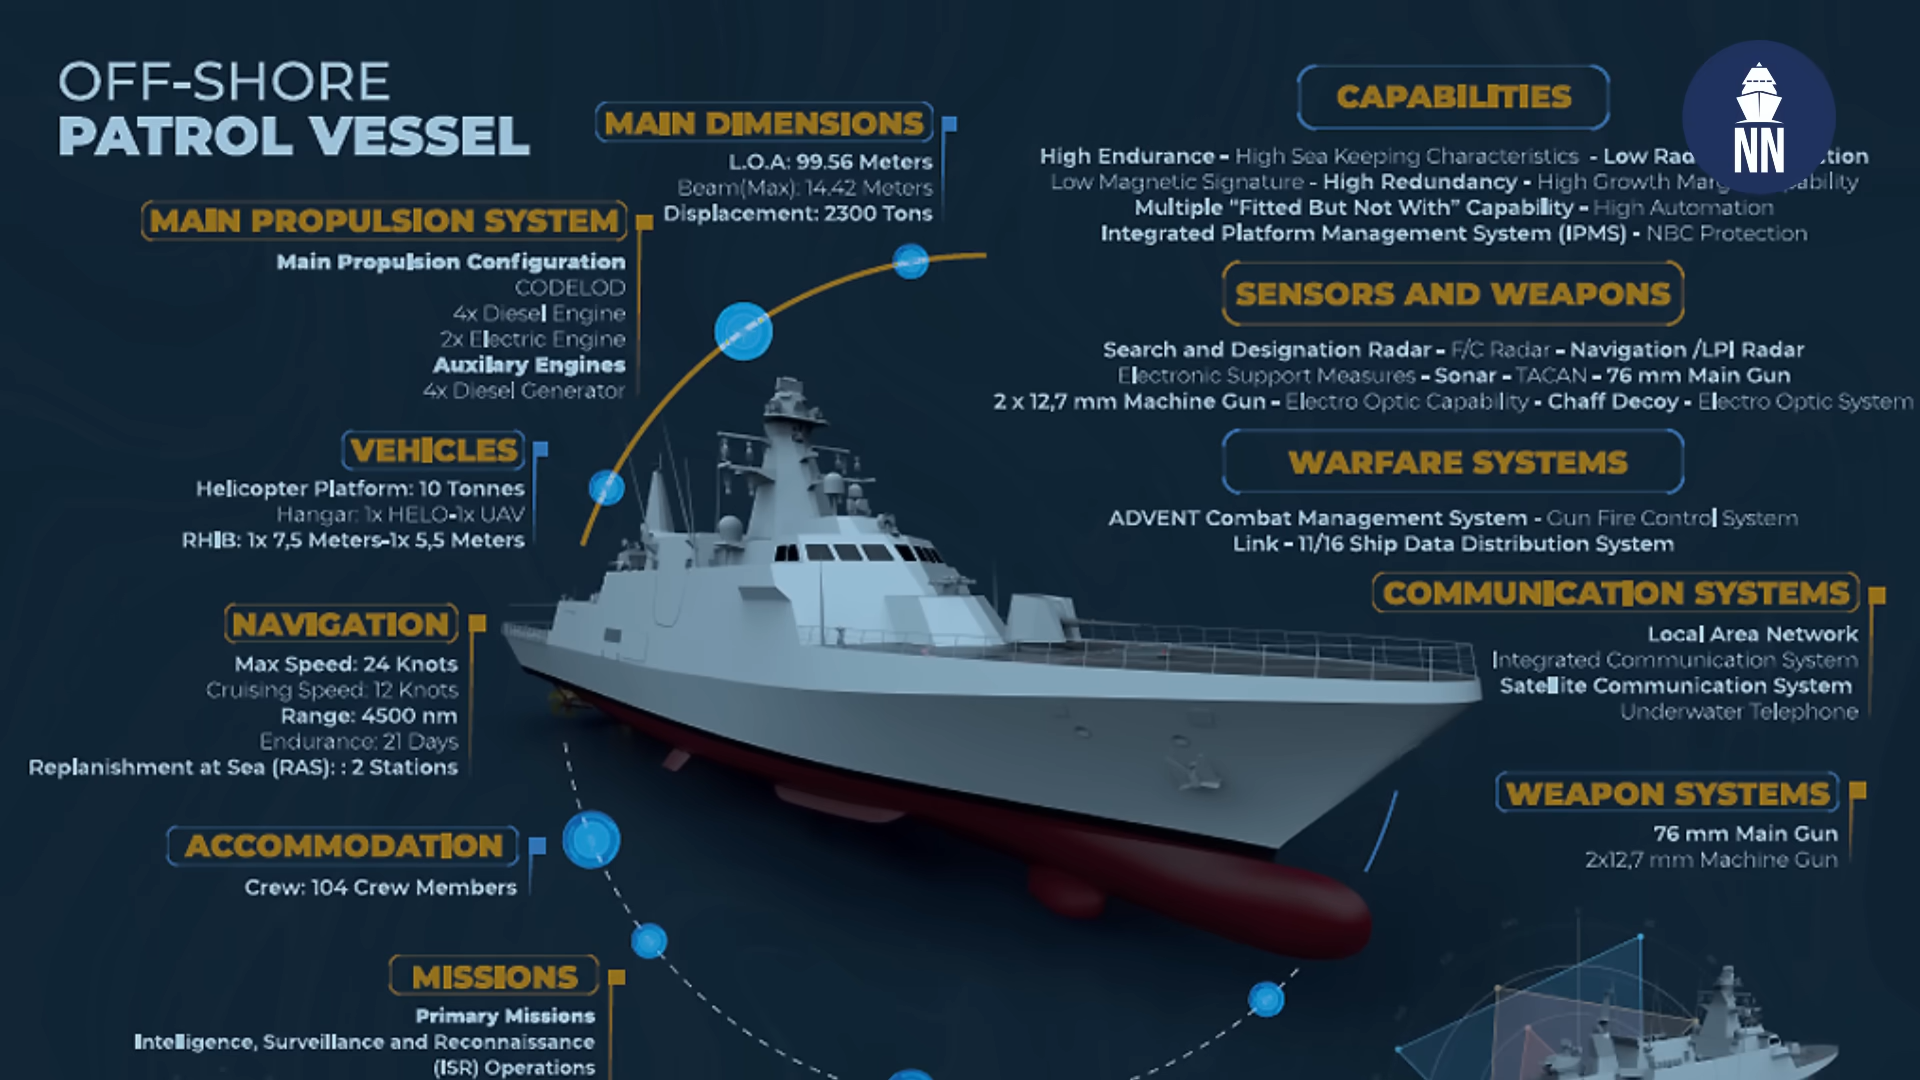 OFF-SHORE
PATROL VESSEL
MAIN DIMENSIONS
L.O.A: 99.56 Meters
Beam(Max): 14.42 Meters
Displacement: 2300 Tons
MAIN PROPULSION SYSTEM
Main Propulsion Configuration
CODELOD
4x Diesel Engine
2x Electric Engine
Auxilary Engines
4x Diesel Generator
VEHICLES
Helicopter Platform: 10 Tonnes
Hangar: 1x HELO-1x UAV
RHIB: 1x 7,5 Meters-1x 5,5 Meters
NAVIGATION
Max Speed: 24 Knots
Cruising Speed: 12 Knots
Range: 4500 nm
Endurance: 21 Days
Replanishment at Sea (RAS): : 2 Stations
ACCOMMODATION
Crew: 104 Crew Members
MISSIONS
Primary Missions
Intelligence, Surveillance and Reconnaissance
(ISR) Operations
CAPABILITIES
High Endurance - High Sea Keeping Characteristics - Low
Low Magnetic Signature - High Redundancy - High Growth
Multiple "Fitted But Not With" Capability - High Automation
Integrated Platform Management System (IPMS) - NBC Protection
NN
SENSORS AND WEAPONS
Search and Designation Radar - F/C Radar - Navigation /LPI Radar
Electronic Support Measures - Sonar - TACAN - 76 mm Main Gun
2 x 12,7 mm Machine Gun - Electro Optic Capability - Chaff Decoy - Electro Optic System
WARFARE SYSTEMS
ADVENT Combat Management System - Gun Fire Control System
Link - 11/16 Ship Data Distribution System
COMMUNICATION SYSTEMS
Local Area Network
Integrated Communication System
Satellite Communication System
Underwater Telephone
WEAPON SYSTEMS
76 mm Main Gun
2x12,7 mm Machine Gun